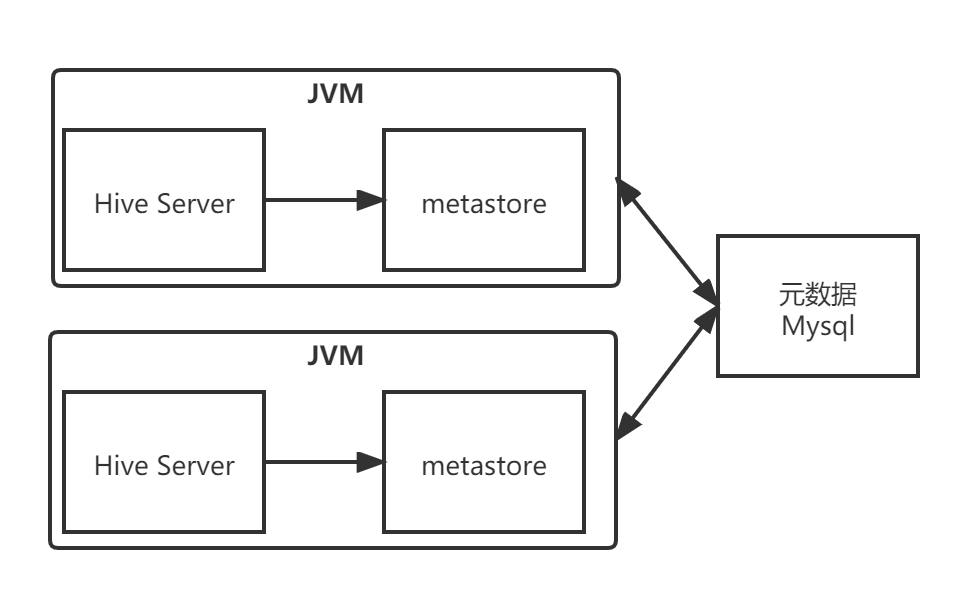 JVM
Hive Server
metastore
元数据
Mysql
JVM
Hive Server
metastore